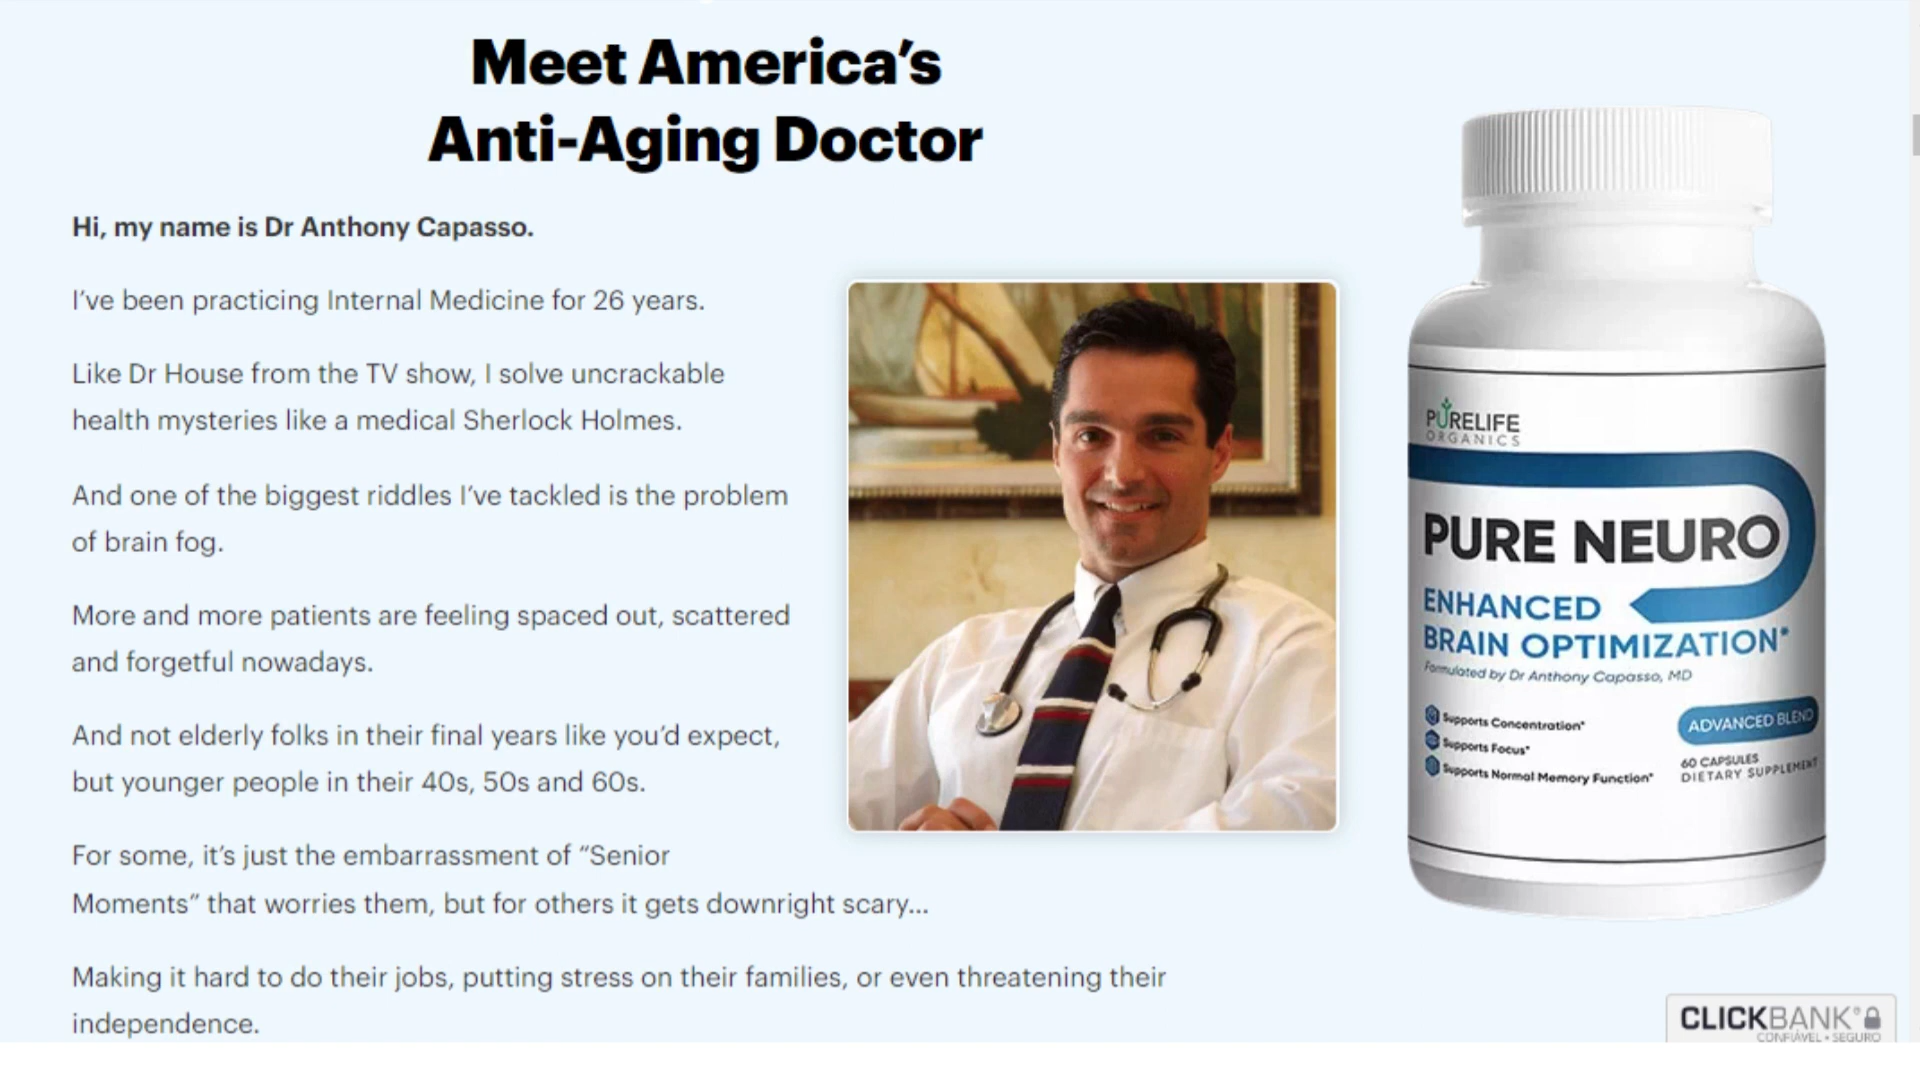 Meet America’s
Anti-Aging Doctor
Hi, my name is Dr Anthony Capasso.
I’ve been practicing Internal Medicine for 26 years.
Like Dr House from the TV show, I solve uncrackable
health mysteries like a medical Sherlock Holmes.
And one of the biggest riddles I’ve tackled is the problem
of brain fog.
More and more patients are feeling spaced out, scattered
and forgetful nowadays.
And not elderly folks in their final years like you’d expect,
but younger people in their 40s, 50s and 60s.
For some, it’s just the embarrassment of “Senior
Moments” that worries them, but for others it gets downright scary...
Making it hard to do their jobs, putting stress on their families, or even threatening their
independence.
PURELIFE
ORGANICS
PURE NEURO
ENHANCED
BRAIN OPTIMIZATION*
Formulated by Dr Anthony Capasso, MD
Supports Concentration*
Supports Focus*
Supports Normal Memory Function*
ADVANCED BLEND
60 CAPSULES
DIETARY SUPPLEMENT
CLICKBANK®
CONFIÁVEL • SEGURO